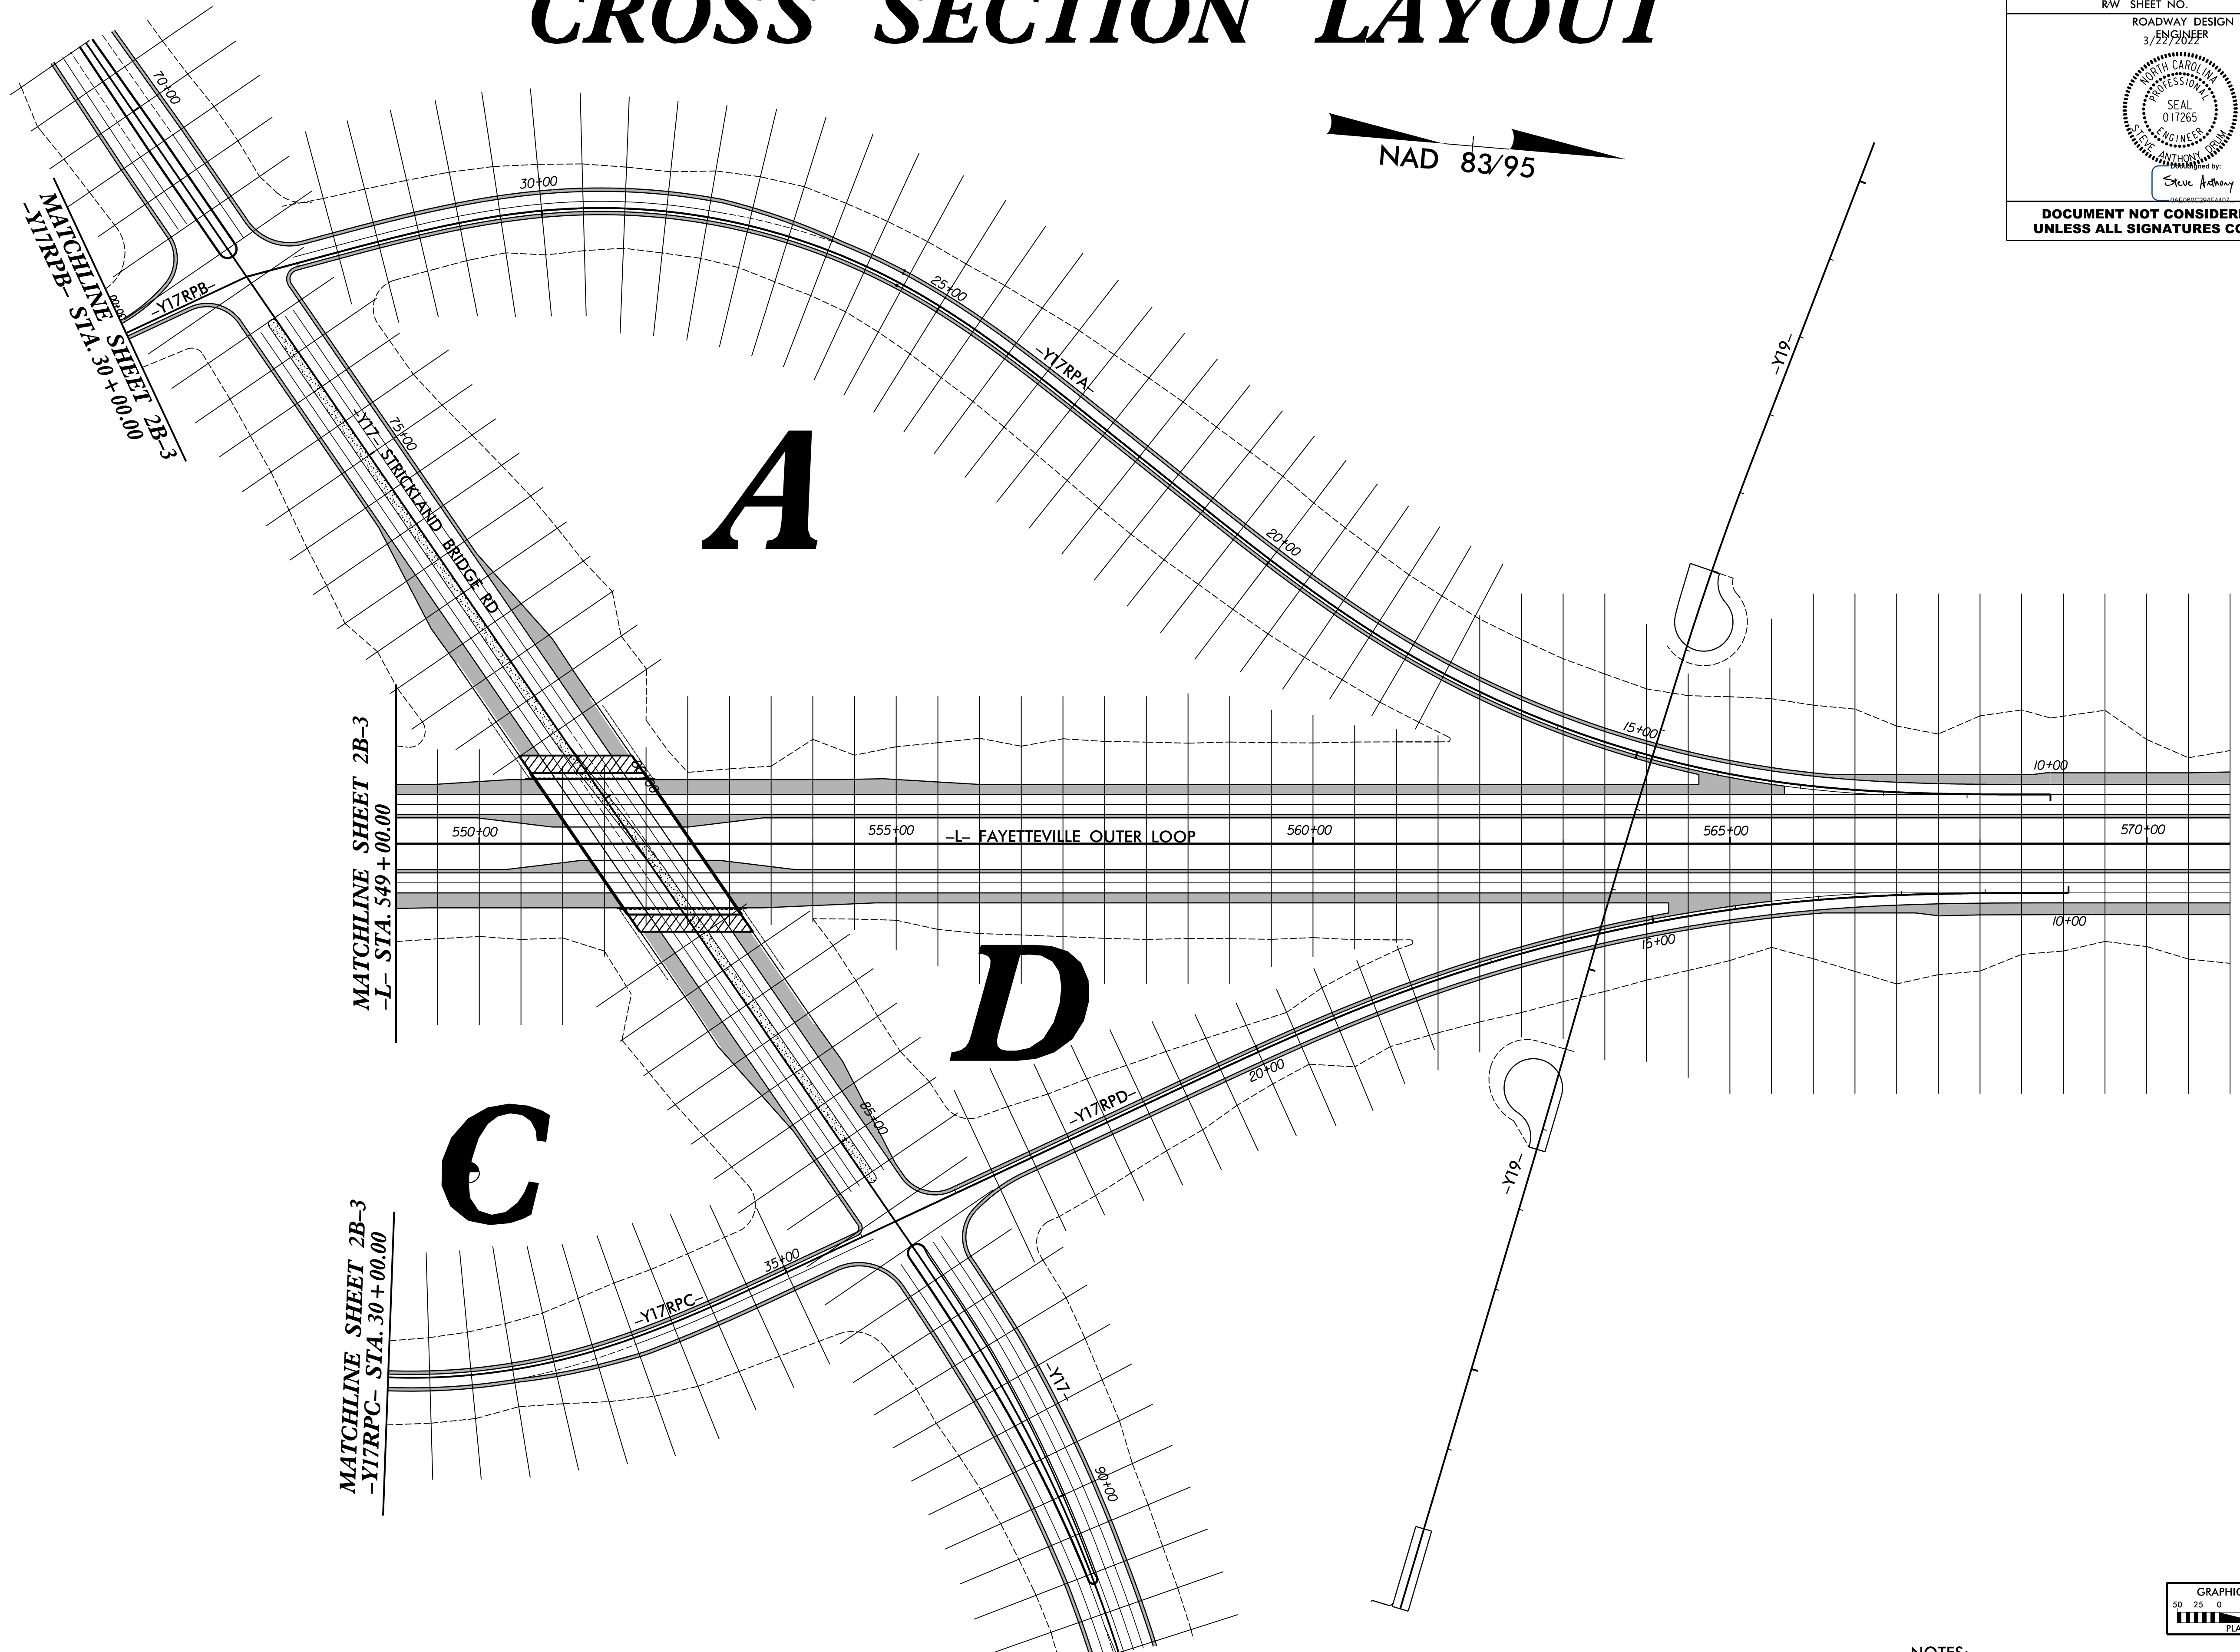 CROSS SECTION LAYOUT
R/W SHEET NO.
ROADWAY DESIGN
ENGINEER
3/22/2022
NORTH CAROLINA
PROFESSIONAL
SEAL
017265
ENGINEER
STEVE ANTHONY DRUM
DocuSigned by:
Steve Anthony
DOCUMENT NOT CONSIDER
UNLESS ALL SIGNATURES CO
NAD 83/95
70+00
30+00
25+00
-Y17RPA-
20+00
15+00
10+00
-Y19-
MATCHLINE SHEET 2B-3
-Y17RPB- STA. 30+00.00
-Y17RPB-
-Y17- STRICKLAND BRIDGE RD
75+00
A
80+00
MATCHLINE SHEET 2B-3
-L- STA. 549+00.00
550+00
555+00
-L- FAYETTEVILLE OUTER LOOP
560+00
565+00
570+00
10+00
15+00
D
20+00
-Y17RPD-
85+00
C
-Y19-
MATCHLINE SHEET 2B-3
-Y17RPC- STA. 30+00.00
35+00
-Y17RPC-
-Y17-
90+00
GRAPHIC
50 25 0
PLA
NOTES: